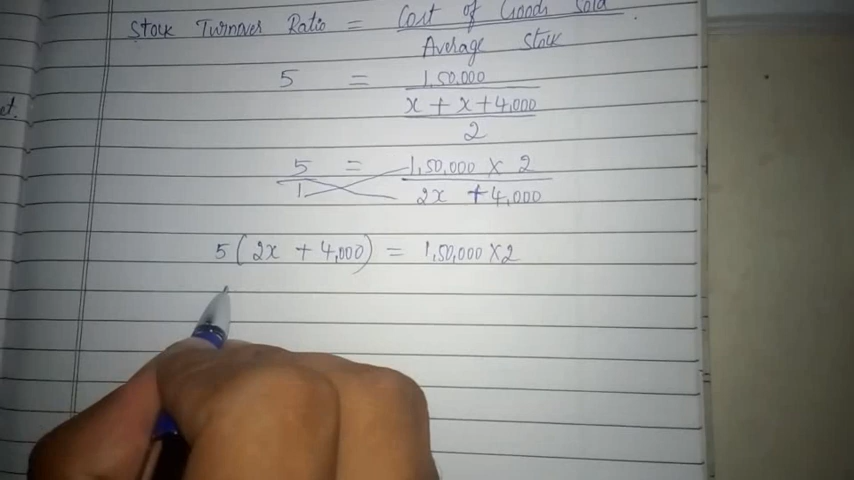 Stock Turnover Ratio = Cost of Goods Sold
Average Stock
5 = 1,50,000
x + x + 4,000
2
5 = 1,50,000 × 2
1 2x + 4,000
5(2x + 4,000) = 1,50,000 × 2